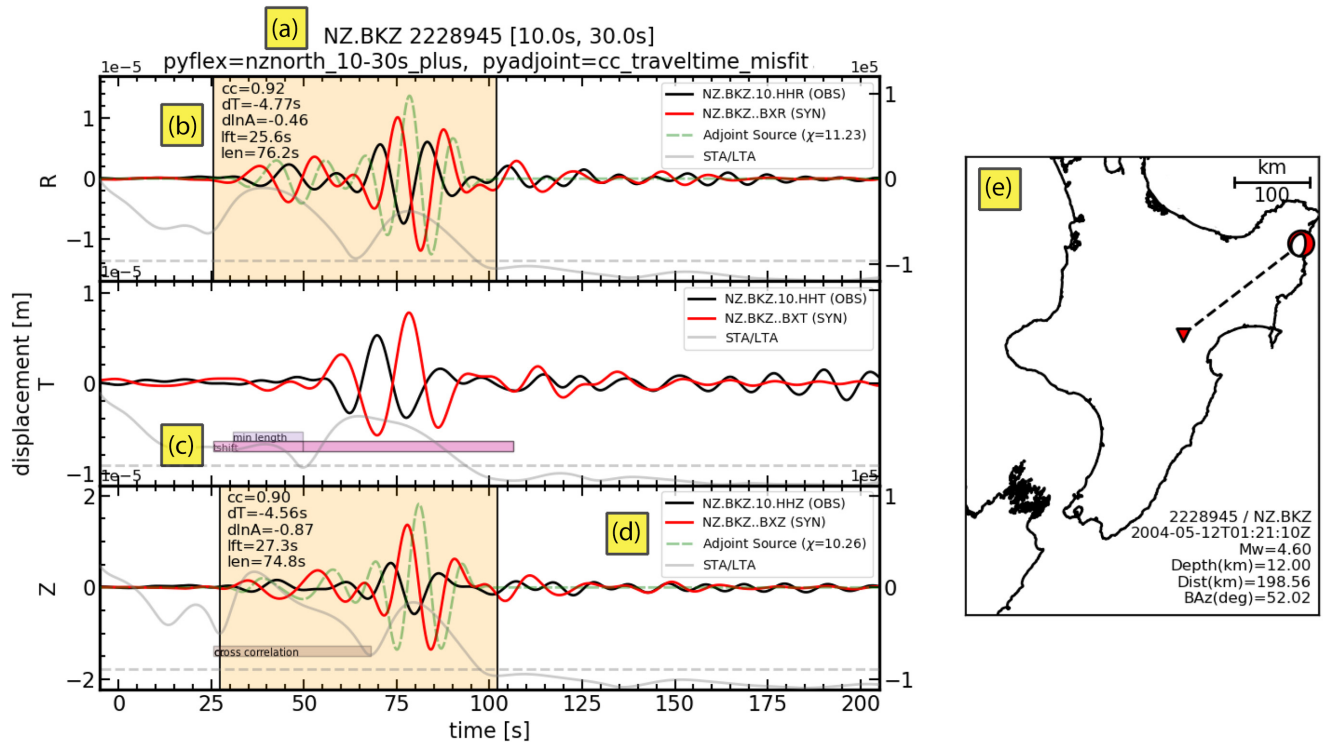 (a)
NZ.BKZ 2228945 [10.0s, 30.0s]
pyflex=nznorth_10-30s_plus, pyadjoint=cc_traveltime_misfit
1e−5
1e5
(b)
cc=0.92
dT=-4.77s
dlnA=-0.46
lft=25.6s
len=76.2s
NZ.BKZ.10.HHR (OBS)
NZ.BKZ..BXR (SYN)
Adjoint Source (χ=11.23)
STA/LTA
1
0
−1
R
1
0
−1
1e−5
NZ.BKZ.10.HHT (OBS)
NZ.BKZ..BXT (SYN)
STA/LTA
1
0
−1
T
displacement [m]
(c)
min length
tshift
1e−5
1e5
cc=0.90
dT=-4.56s
dlnA=-0.87
lft=27.3s
len=74.8s
(d)
NZ.BKZ.10.HHZ (OBS)
NZ.BKZ..BXZ (SYN)
Adjoint Source (χ=10.26)
STA/LTA
2
0
−2
Z
1
0
−1
cross correlation
0 25 50 75 100 125 150 175 200
time [s]
(e)
km
100
2228945 / NZ.BKZ
2004-05-12T01:21:10Z
Mw=4.60
Depth(km)=12.00
Dist(km)=198.56
BAz(deg)=52.02